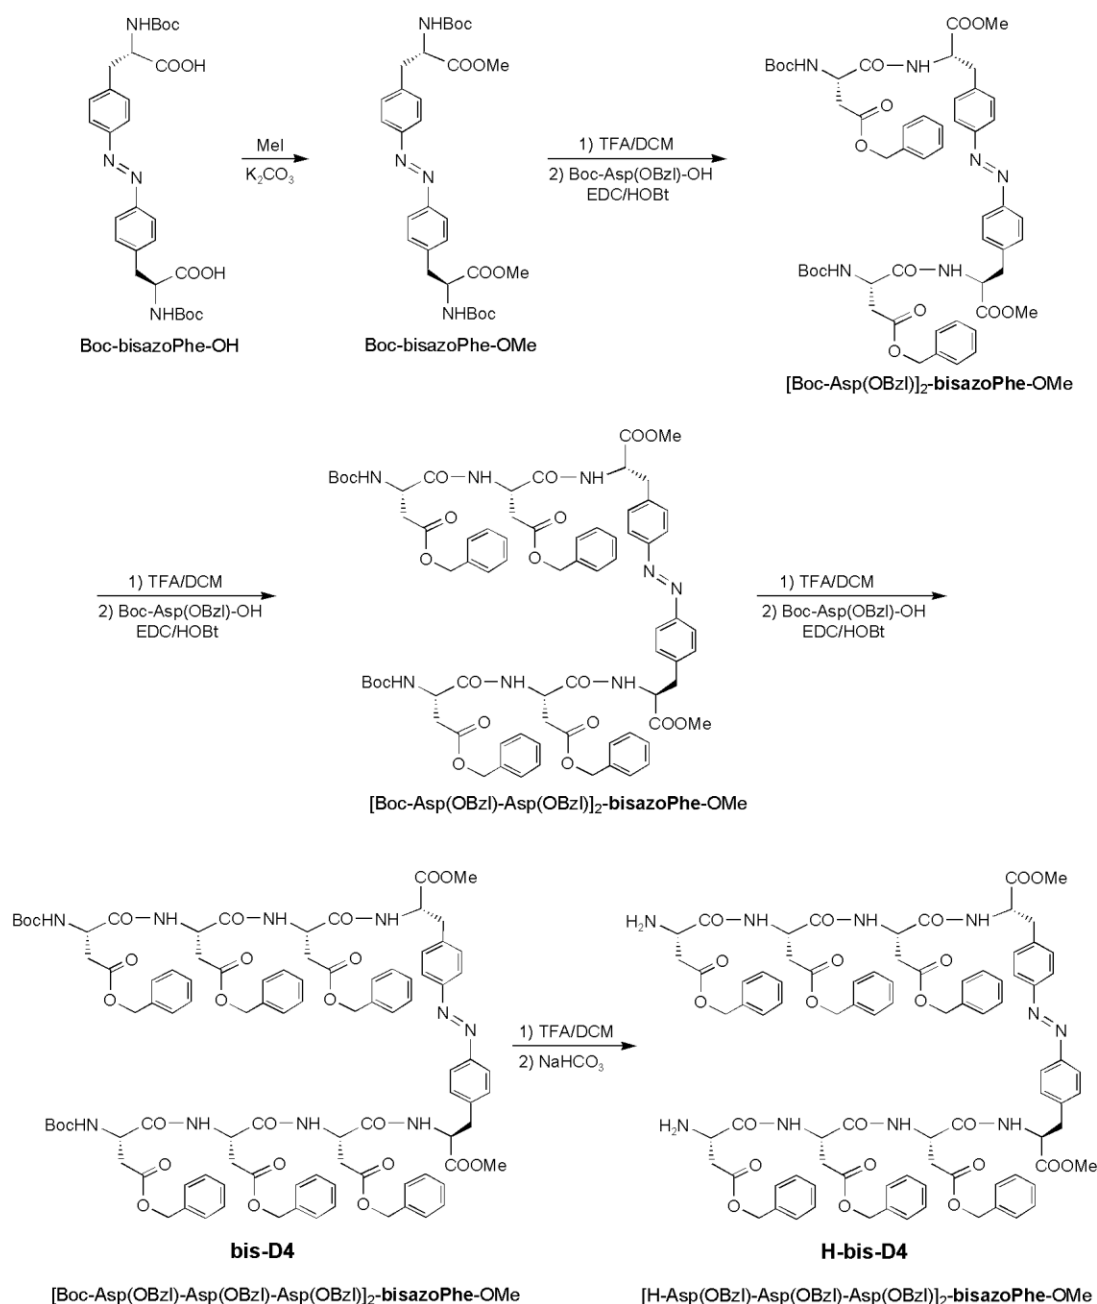 NHBoc
COOH
N
N
COOH
NHBoc
Boc-bisazoPhe-OH
MeI
K₂CO₃
NHBoc
COOMe
N
N
COOMe
NHBoc
Boc-bisazoPhe-OMe
1) TFA/DCM
2) Boc-Asp(OBzl)-OH
EDC/HOBt
COOMe
BocHN CO NH
O
O
N
N
BocHN CO NH
O
O
COOMe
[Boc-Asp(OBzl)]₂-bisazoPhe-OMe
1) TFA/DCM
2) Boc-Asp(OBzl)-OH
EDC/HOBt
COOMe
BocHN CO NH CO NH
O O
O O
N
N
BocHN CO NH CO NH
COOMe
O O
O O
[Boc-Asp(OBzl)-Asp(OBzl)]₂-bisazoPhe-OMe
1) TFA/DCM
2) Boc-Asp(OBzl)-OH
EDC/HOBt
COOMe
BocHN CO NH CO NH CO NH
O O O
O O O
N
N
BocHN CO NH CO NH CO NH
COOMe
O O O
O O O
bis-D4
[Boc-Asp(OBzl)-Asp(OBzl)-Asp(OBzl)]₂-bisazoPhe-OMe
1) TFA/DCM
2) NaHCO₃
COOMe
H₂N CO NH CO NH CO NH
O O O
O O O
N
N
H₂N CO NH CO NH CO NH
COOMe
O O O
O O O
H-bis-D4
[H-Asp(OBzl)-Asp(OBzl)-Asp(OBzl)]₂-bisazoPhe-OMe